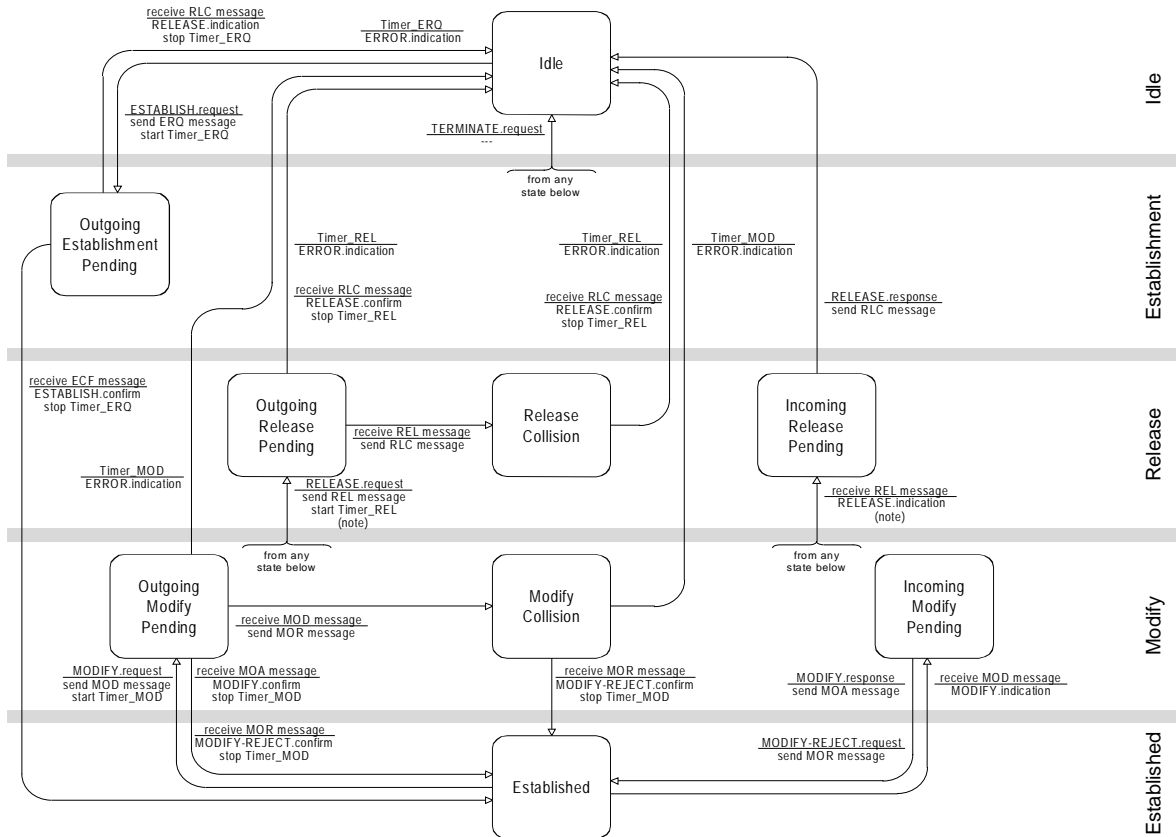 receive RLC message
RELEASE.indication
stop Timer_ERQ
Timer_ERQ
ERROR.indication
Idle
Idle
ESTABLISH.request
send ERQ message
start Timer_ERQ
TERMINATE.request
---
from any
state below
Outgoing
Establishment
Pending
Timer_REL
ERROR.indication
receive RLC message
RELEASE.confirm
stop Timer_REL
Timer_REL
ERROR.indication
receive RLC message
RELEASE.confirm
stop Timer_REL
Timer_MOD
ERROR.indication
RELEASE.response
send RLC message
Establishment
receive ECF message
ESTABLISH.confirm
stop Timer_ERQ
Outgoing
Release
Pending
receive REL message
send RLC message
Release
Collision
Incoming
Release
Pending
Release
Timer_MOD
ERROR.indication
RELEASE.request
send REL message
start Timer_REL
(note)
receive REL message
RELEASE.indication
(note)
from any
state below
from any
state below
Outgoing
Modify
Pending
receive MOD message
send MOR message
Modify
Collision
Incoming
Modify
Pending
Modify
MODIFY.request
send MOD message
start Timer_MOD
receive MOA message
MODIFY.confirm
stop Timer_MOD
receive MOR message
MODIFY-REJECT.confirm
stop Timer_MOD
MODIFY.response
send MOA message
receive MOD message
MODIFY.indication
receive MOR message
MODIFY-REJECT.confirm
stop Timer_MOD
MODIFY-REJECT.request
send MOR message
Established
Established